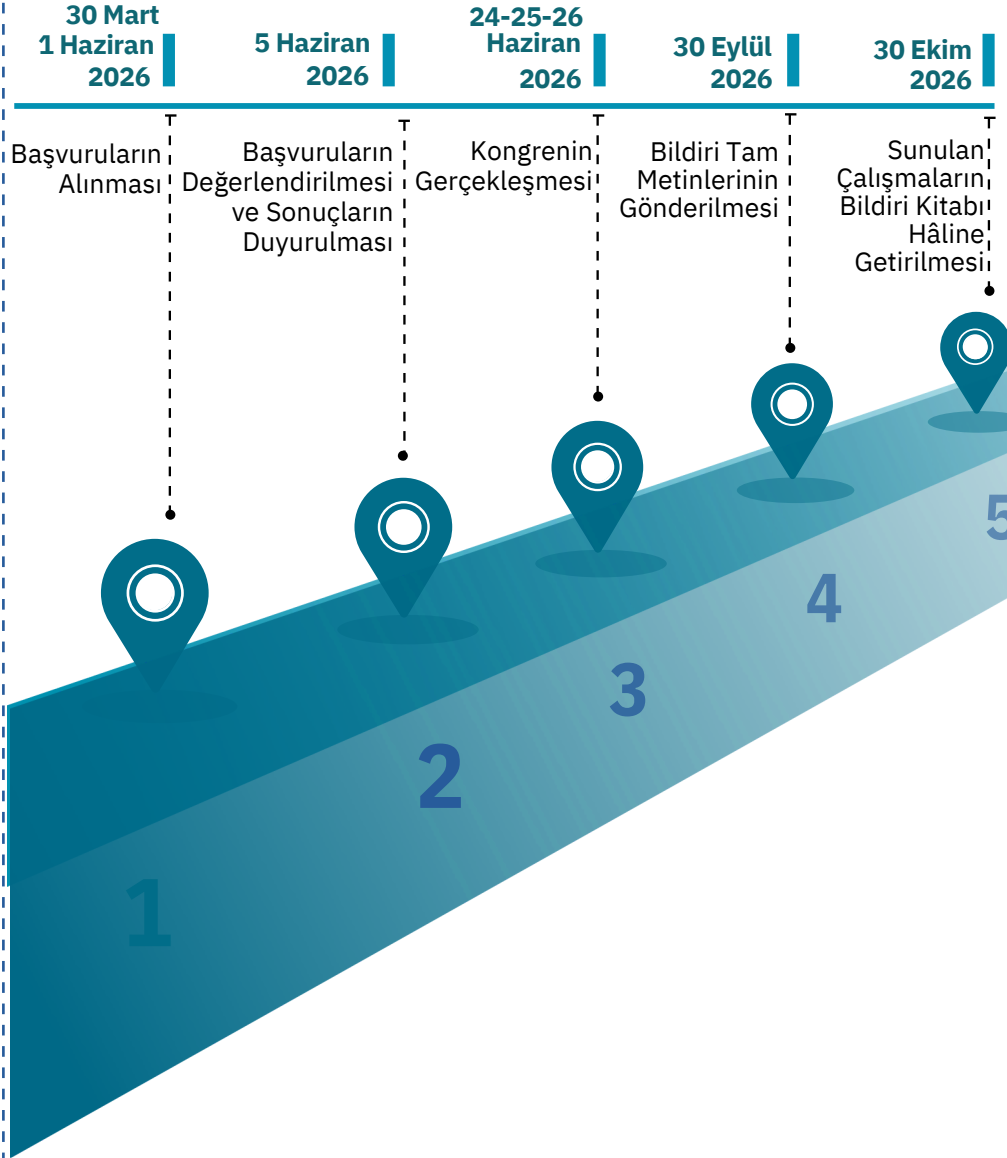 30 Mart
1 Haziran
2026
5 Haziran
2026
24-25-26
Haziran
2026
30 Eylül
2026
30 Ekim
2026
Başvuruların
Alınması
Başvuruların
Değerlendirilmesi
ve Sonuçların
Duyurulması
Kongrenin
Gerçekleşmesi
Bildiri Tam
Metinlerinin
Gönderilmesi
Sunulan
Çalışmaların
Bildiri Kitabı
Hâline
Getirilmesi
1
2
3
4
5